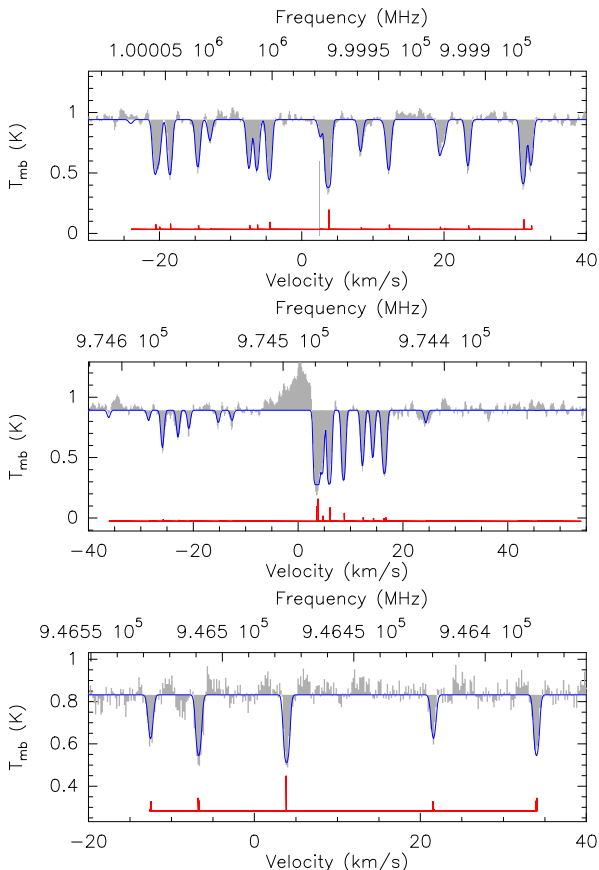 Frequency (MHz)
1.00005 10^6 10^6 9.9995 10^5 9.999 10^5
1
0.5
0
T_mb (K)
−20 0 20 40
Velocity (km/s)
Frequency (MHz)
9.746 10^5 9.745 10^5 9.744 10^5
1
0.5
0
T_mb (K)
−40 −20 0 20 40
Velocity (km/s)
Frequency (MHz)
9.4655 10^5 9.465 10^5 9.4645 10^5 9.464 10^5
1
0.8
0.6
0.4
T_mb (K)
−20 0 20 40
Velocity (km/s)